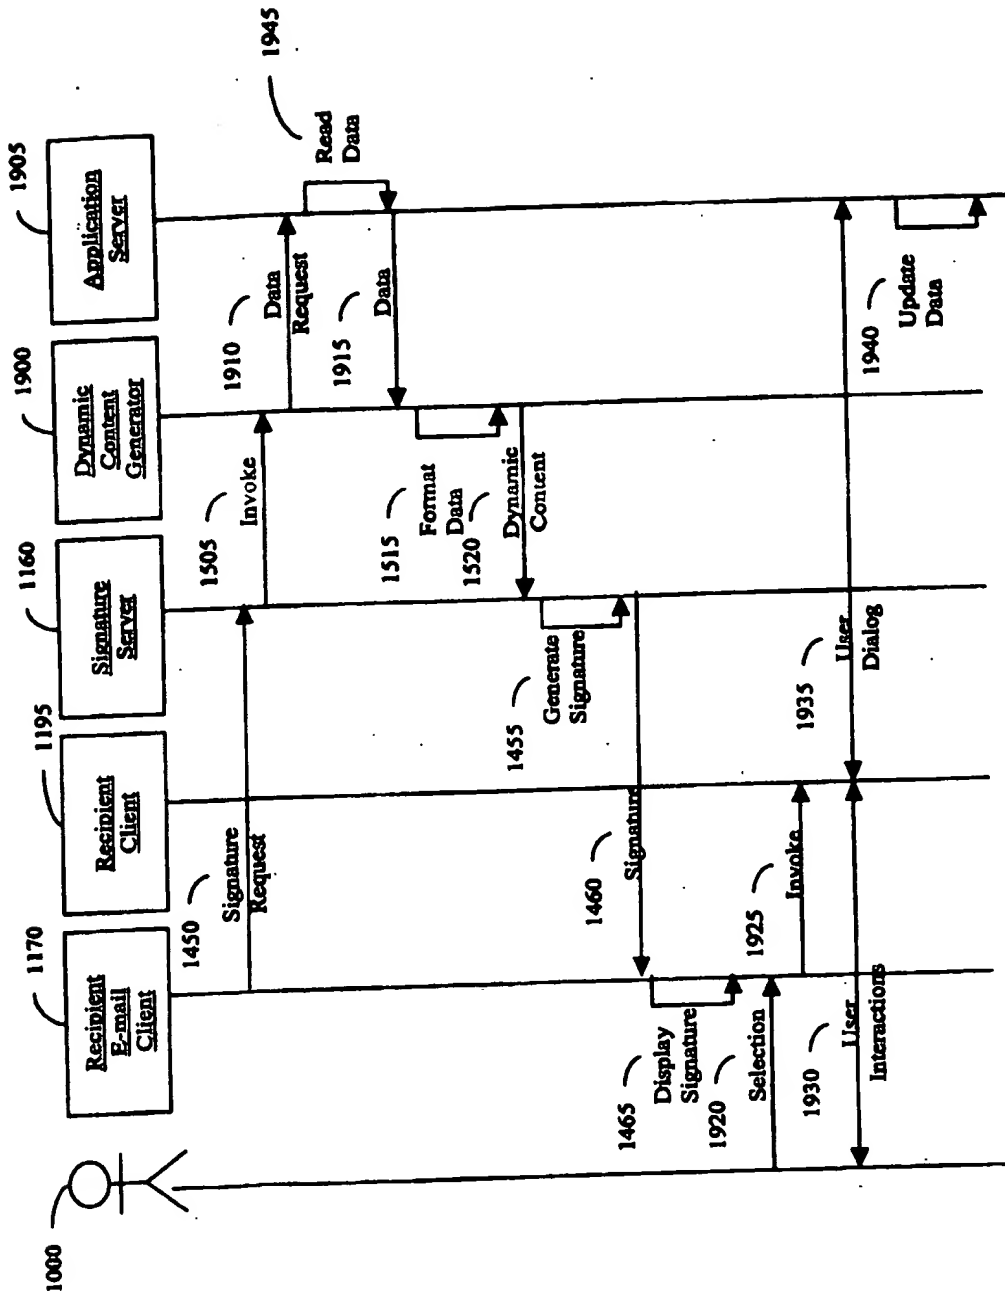 1000
1170
1195
1160
1900
1905
Recipient
E-mail
Client
Recipient
Client
Signature
Server
Dynamic
Content
Generator
Application
Server
1450
Signature
Request
1505
Invoke
1910
Data
Request
1945
Read
Data
1915
Data
1515
Format
Data
1520
Dynamic
Content
1455
Generate
Signature
1460
Signature
1465
Display
Signature
1920
Selection
1925
Invoke
1930
User
Interactions
1935
User
Dialog
1940
Update
Data